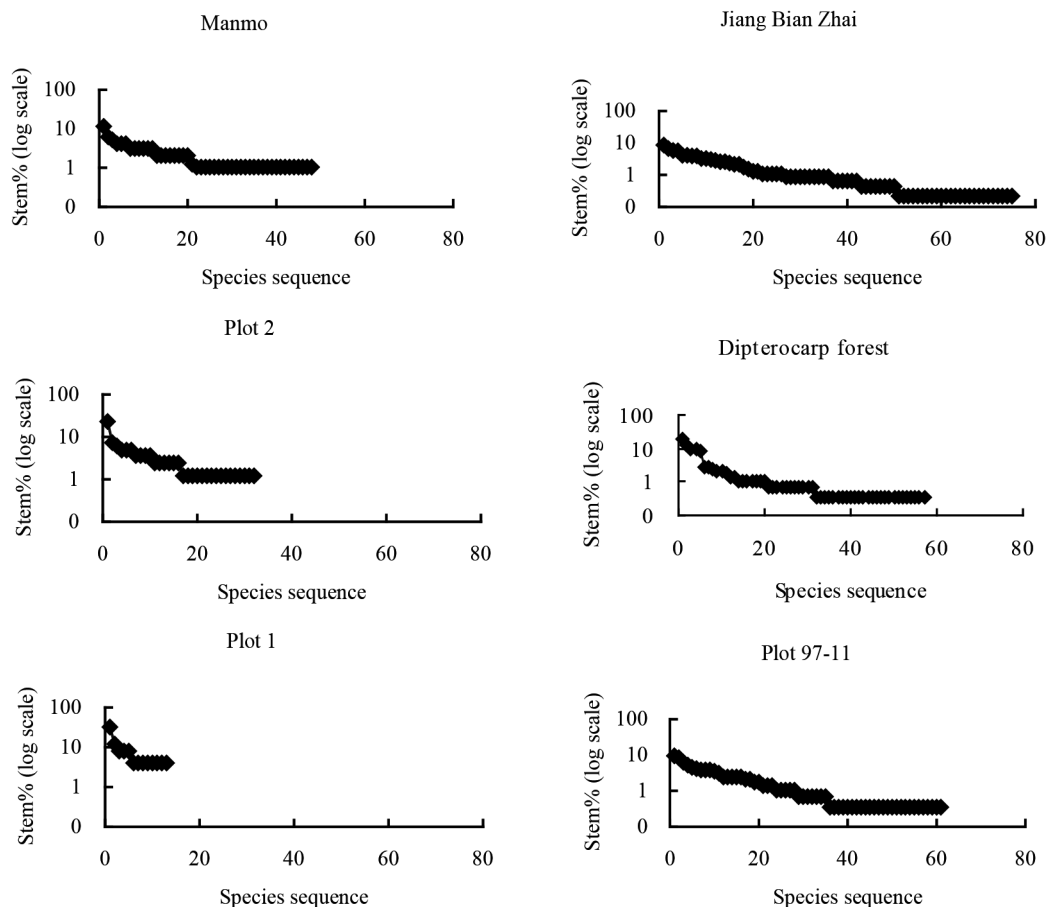 Manmo
Stem% (log scale)
100
10
1
0
0 20 40 60 80
Species sequence
Jiang Bian Zhai
Stem% (log scale)
100
10
1
0
0 20 40 60 80
Species sequence
Plot 2
Stem% (log scale)
100
10
1
0
0 20 40 60 80
Species sequence
Dipterocarp forest
Stem% (log scale)
100
10
1
0
0 20 40 60 80
Species sequence
Plot 1
Stem% (log scale)
100
10
1
0
0 20 40 60 80
Species sequence
Plot 97-11
Stem% (log scale)
100
10
1
0
0 20 40 60 80
Species sequence